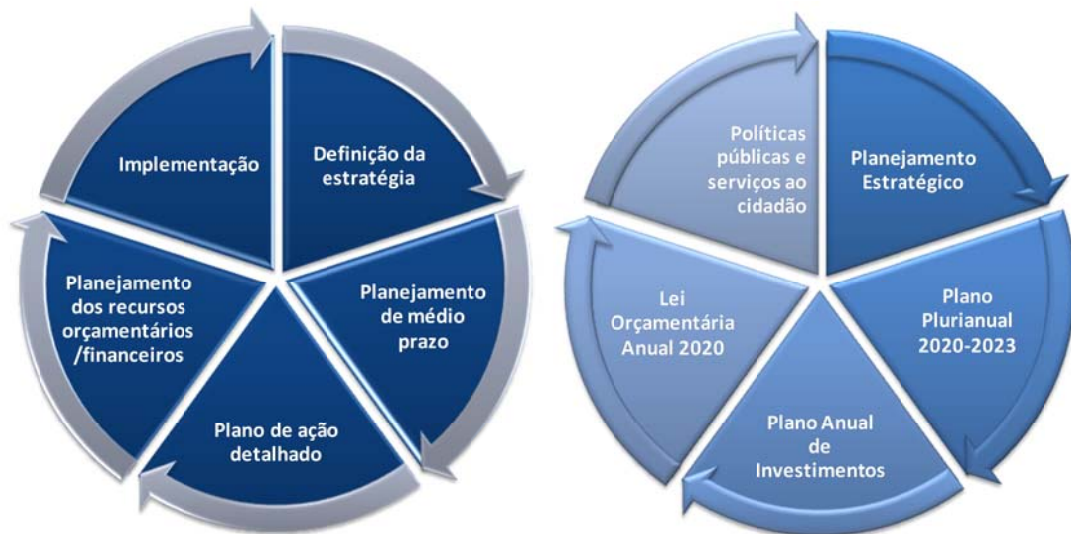 Implementação
Definição da
estratégia
Planejamento
de médio
prazo
Plano de ação
detalhado
Planejamento
dos recursos
orçamentários
/financeiros
Políticas
públicas e
serviços ao
cidadão
Planejamento
Estratégico
Plano
Plurianual
2020-2023
Plano Anual
de
Investimentos
Lei
Orçamentária
Anual 2020